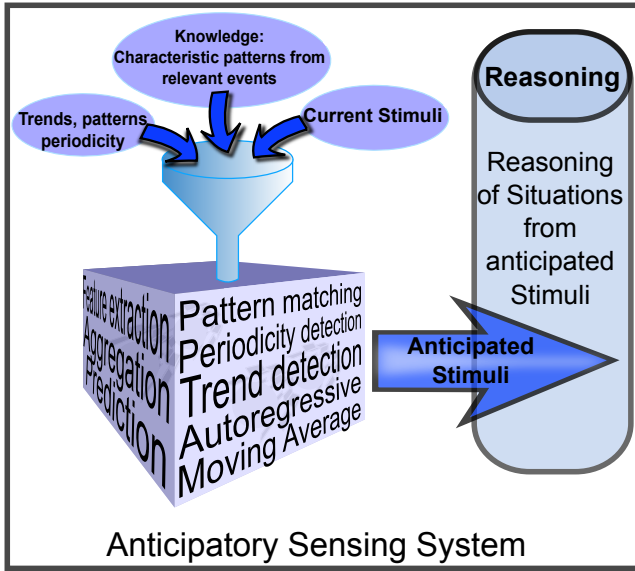 Knowledge:
Characteristic patterns from
relevant events
Trends, patterns
periodicity
Current Stimuli
Feature extraction
Aggregation
Prediction
Pattern matching
Periodicity detection
Trend detection
Autoregressive
Moving Average
Anticipated
Stimuli
Reasoning
Reasoning
of Situations
from
anticipated
Stimuli
Anticipatory Sensing System